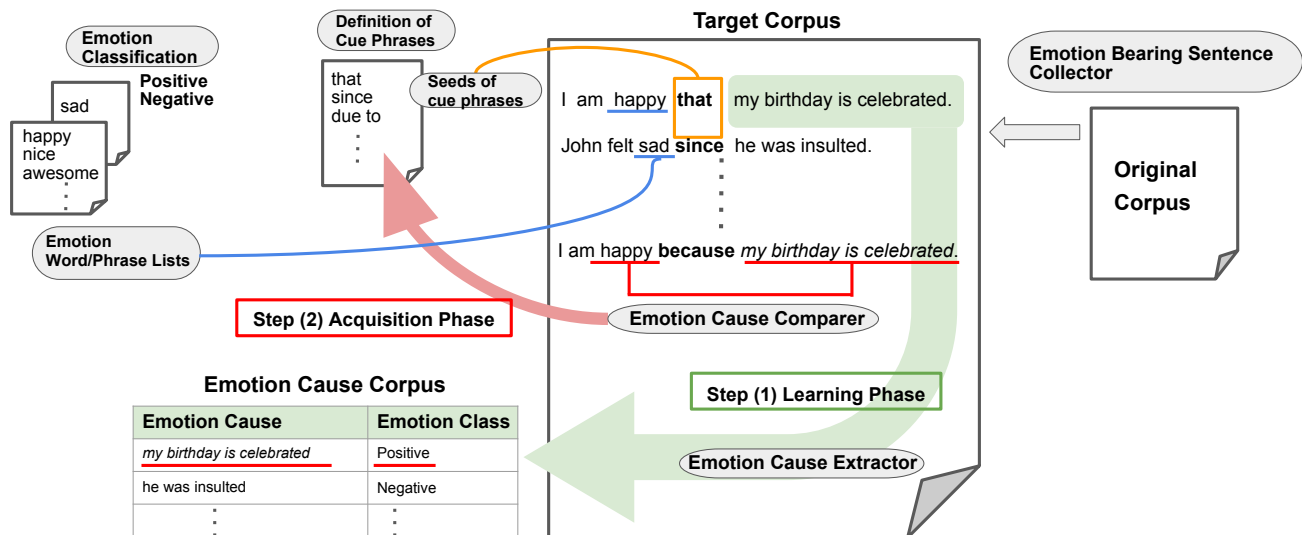 Emotion
Classification
Positive
Negative
sad
happy
nice
awesome
Emotion
Word/Phrase Lists
Definition of
Cue Phrases
that
since
due to
Seeds of
cue phrases
Target Corpus
I am happy that my birthday is celebrated.
John felt sad since he was insulted.
I am happy because my birthday is celebrated.
Emotion Cause Comparer
Step (2) Acquisition Phase
Step (1) Learning Phase
Emotion Cause Extractor
Emotion Bearing Sentence
Collector
Original
Corpus
Emotion Cause Corpus
Emotion Cause Emotion Class
my birthday is celebrated Positive
he was insulted Negative